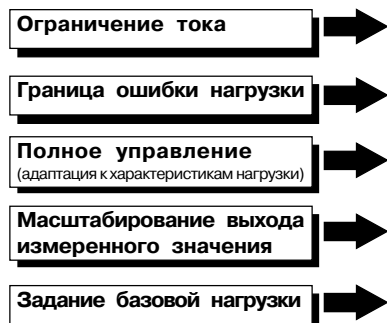 Ограничение тока
Граница ошибки нагрузки
Полное управление
(адаптация к характеристикам нагрузки)
Масштабирование выхода
измеренного значения
Задание базовой нагрузки